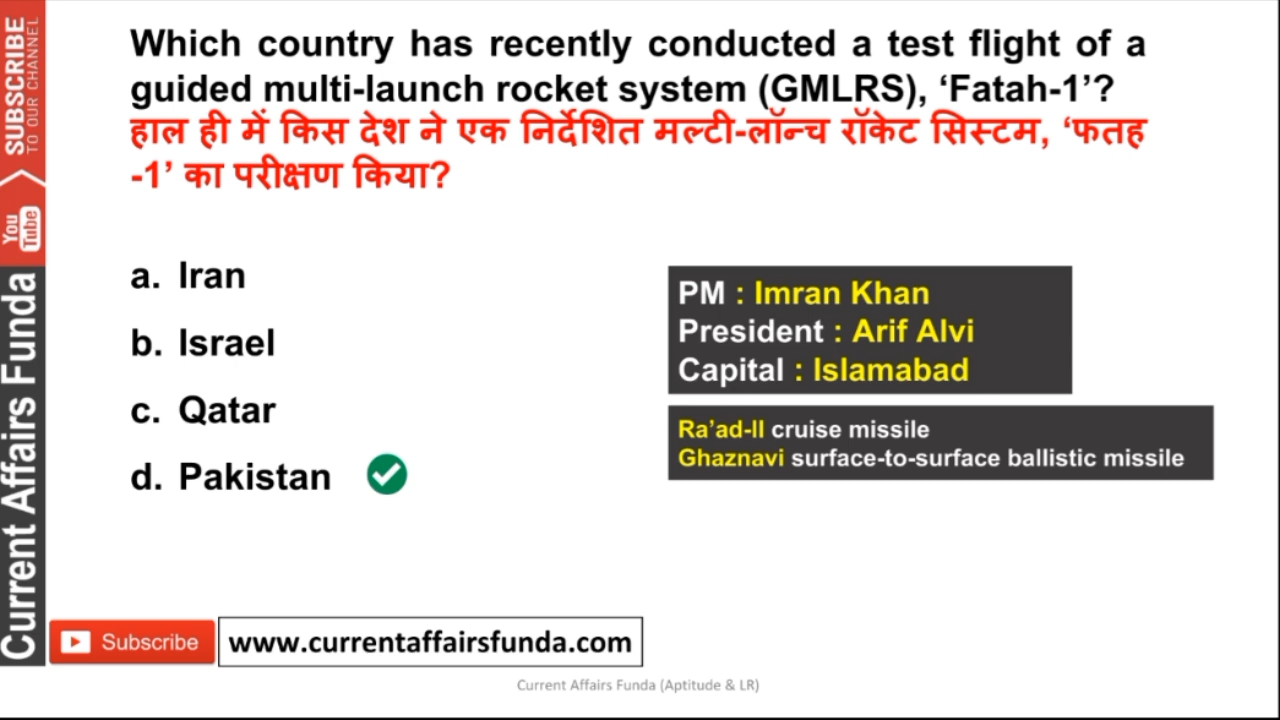 Which country has recently conducted a test flight of a
guided multi-launch rocket system (GMLRS), ‘Fatah-1’?
हाल ही में किस देश ने एक निर्देशित मल्टी-लॉन्च रॉकेट सिस्टम, ‘फतह
-1’ का परीक्षण किया?
a. Iran
b. Israel
c. Qatar
d. Pakistan
PM : Imran Khan
President : Arif Alvi
Capital : Islamabad
Ra’ad-II cruise missile
Ghaznavi surface-to-surface ballistic missile
SUBSCRIBE
TO OUR CHANNEL
You
Tube
Current Affairs Funda
Subscribe
www.currentaffairsfunda.com
Current Affairs Funda (Aptitude & LR)